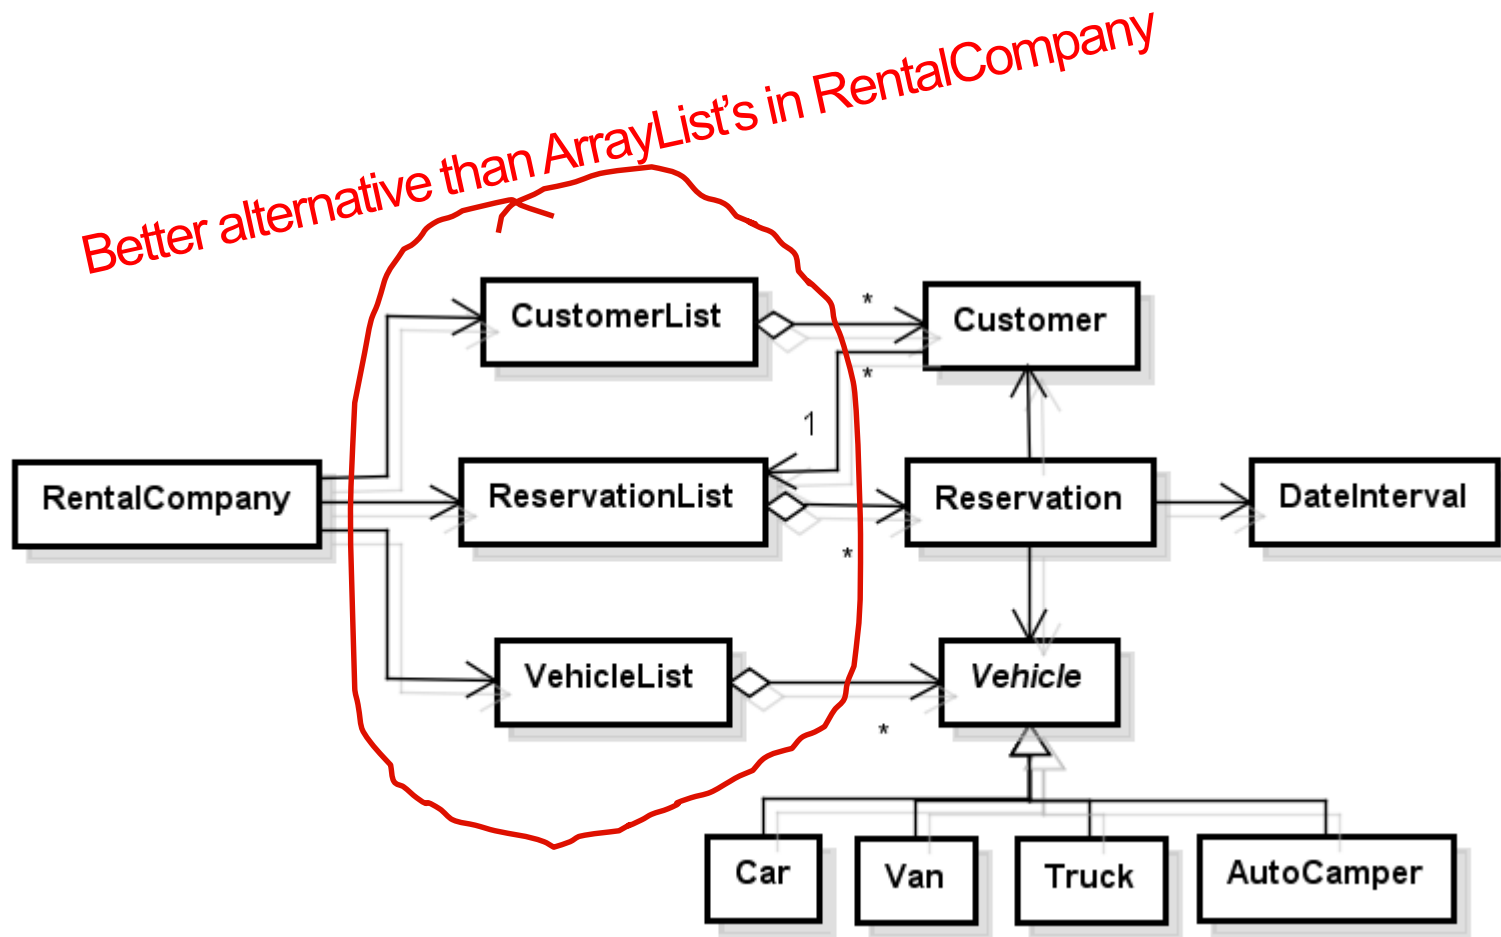 Better alternative than ArrayList's in RentalCompany
CustomerList
*
Customer
*
1
RentalCompany
ReservationList
Reservation
DateInterval
*
VehicleList
Vehicle
*
Car
Van
Truck
AutoCamper